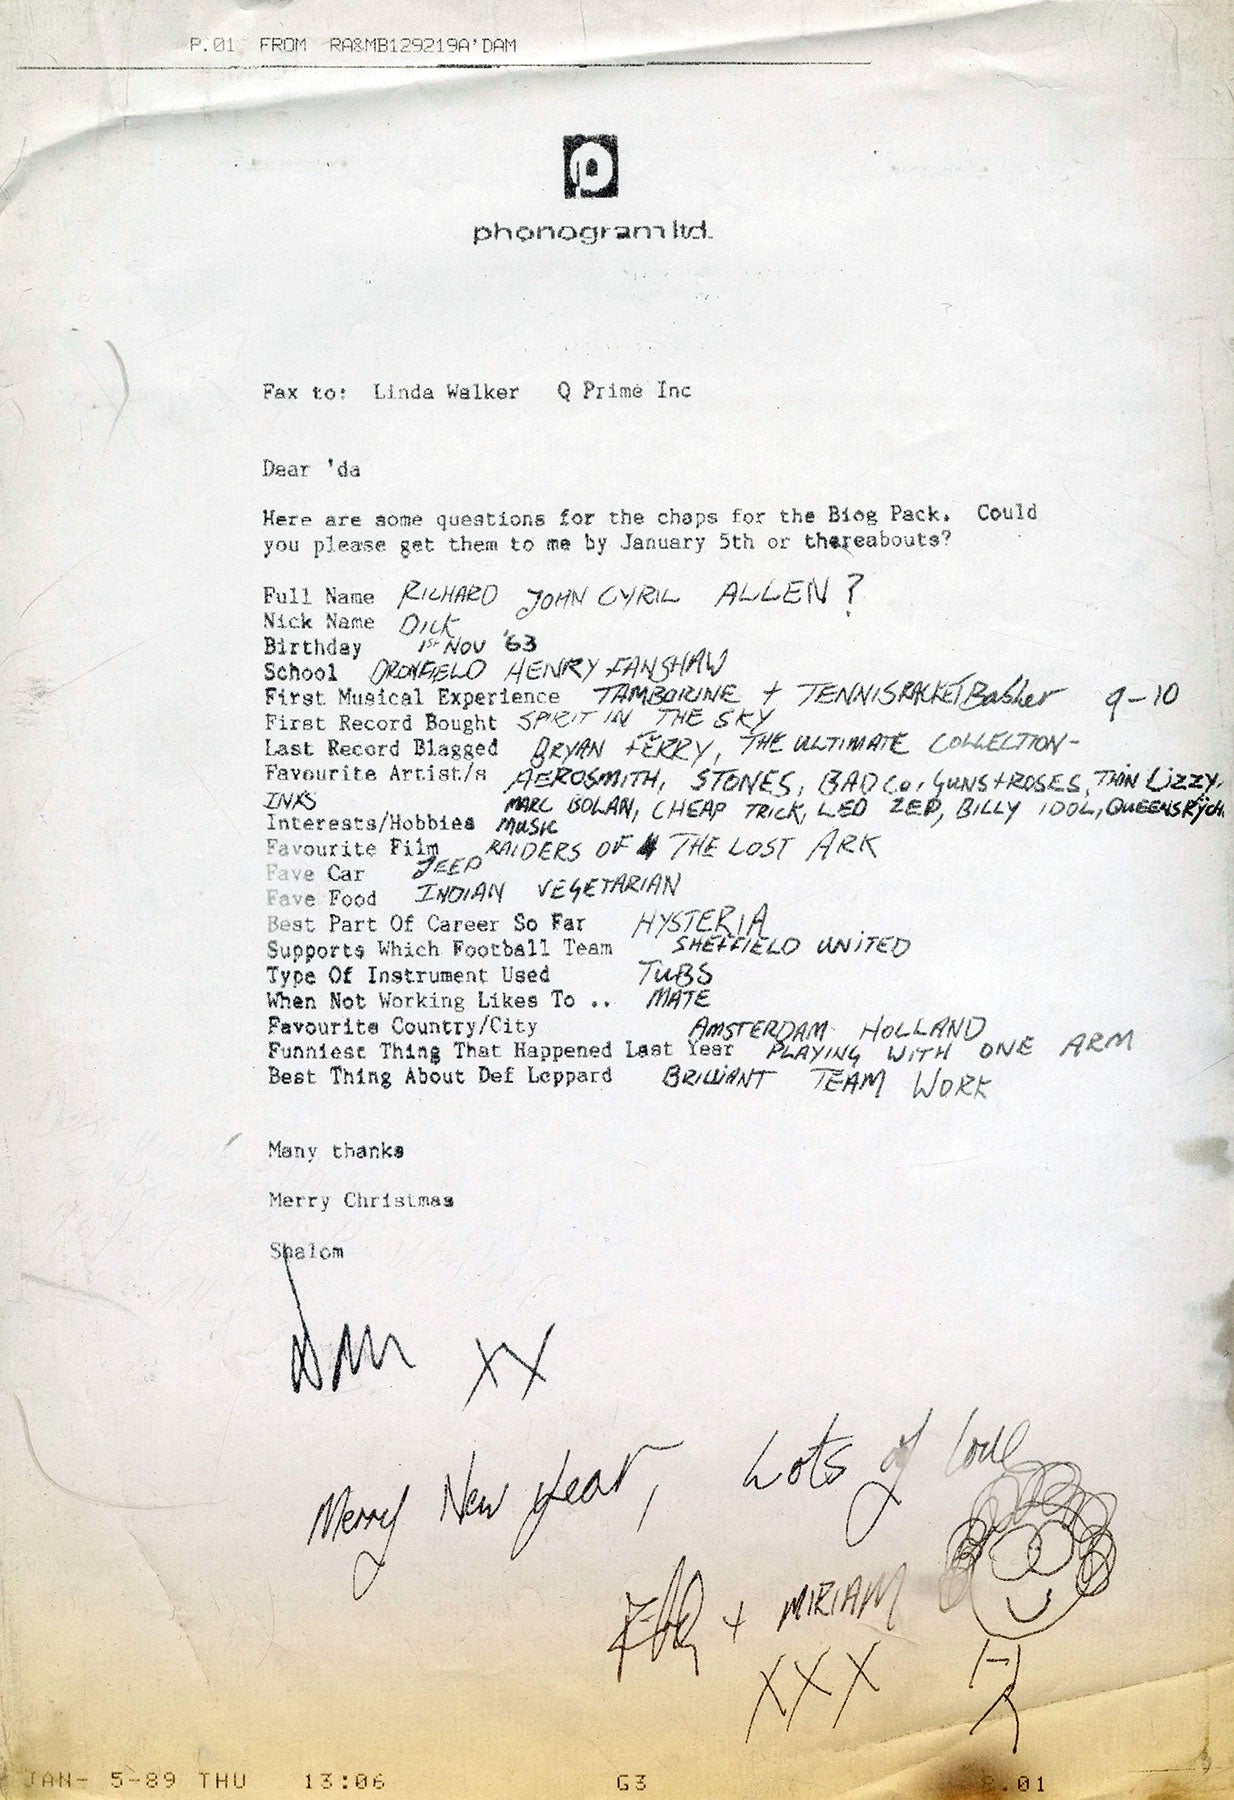 P.01 FROM RA&MB129219A'DAM
phonogram ltd.
Fax to: Linda Walker Q Prime Inc
Dear 'da
Here are some questions for the chaps for the Biog Pack. Could
you please get them to me by January 5th or thereabouts?
Full Name RICHARD JOHN CYRIL ALLEN?
Nick Name DICK
Birthday 1st NOV '63
School DRONFIELD HENRY FANSHAW
First Musical Experience TAMBORINE + TENNISRACKET Basher 9-10
First Record Bought SPIRIT IN THE SKY
Last Record Blagged BRYAN FERRY, THE ULTIMATE COLLECTION-
Favourite Artist/s AEROSMITH, STONES, BAD Co, GUNS+ROSES, THIN LIZZY,
INXS MARC BOLAN, CHEAP TRICK, LED ZEP, BILLY IDOL, QUEENSRŸCH
Interests/Hobbies MUSIC
Favourite Film RAIDERS OF THE LOST ARK
Fave Car JEEP
Fave Food INDIAN VEGETARIAN
Best Part Of Career So Far HYSTERIA
Supports Which Football Team SHEFFIELD UNITED
Type Of Instrument Used TUBS
When Not Working Likes To .. MATE
Favourite Country/City AMSTERDAM HOLLAND
Funniest Thing That Happened Last Year PLAYING WITH ONE ARM
Best Thing About Def Leppard BRILLIANT TEAM WORK
Many thanks
Merry Christmas
Shalom
XX
Merry New year, Lots of love
+ MIRIAM
XXX
JAN- 5-89 THU 13:06 G3 P.01